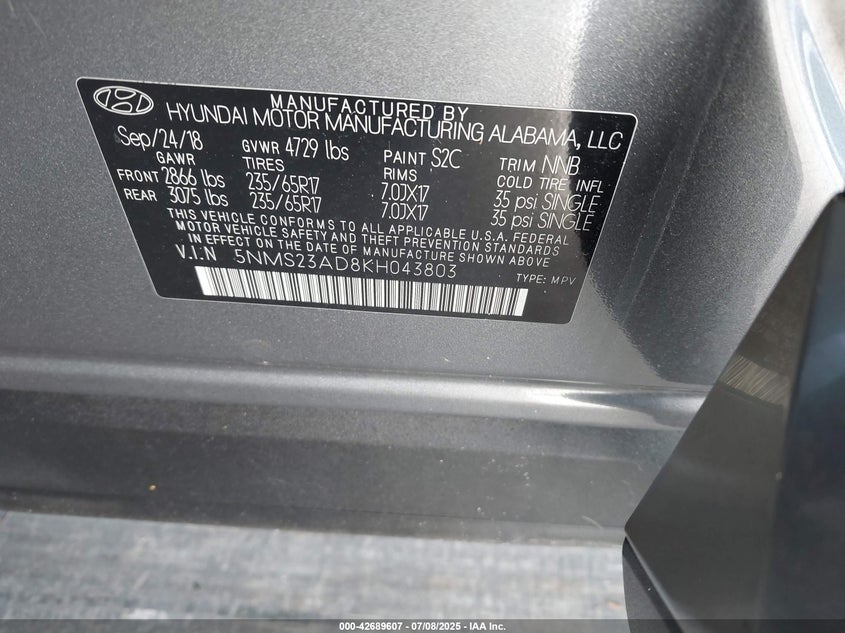 MANUFACTURED BY
HYUNDAI MOTOR MANUFACTURING ALABAMA, LLC
Sep/24/18 GVWR 4729 lbs PAINT S2C TRIM NNB
GAWR TIRES RIMS COLD TIRE INFL
FRONT 2866 lbs 235/65R17 7.0JX17 35 psi SINGLE
REAR 3075 lbs 235/65R17 7.0JX17 35 psi SINGLE
THIS VEHICLE CONFORMS TO ALL APPLICABLE U.S.A. FEDERAL
MOTOR VEHICLE SAFETY AND THEFT PREVENTION STANDARDS
IN EFFECT ON THE DATE OF MANUFACTURE SHOWN ABOVE
V.I.N 5NMS23AD8KH043803 TYPE: MPV
000-42689607 - 07/08/2025 - IAA Inc.